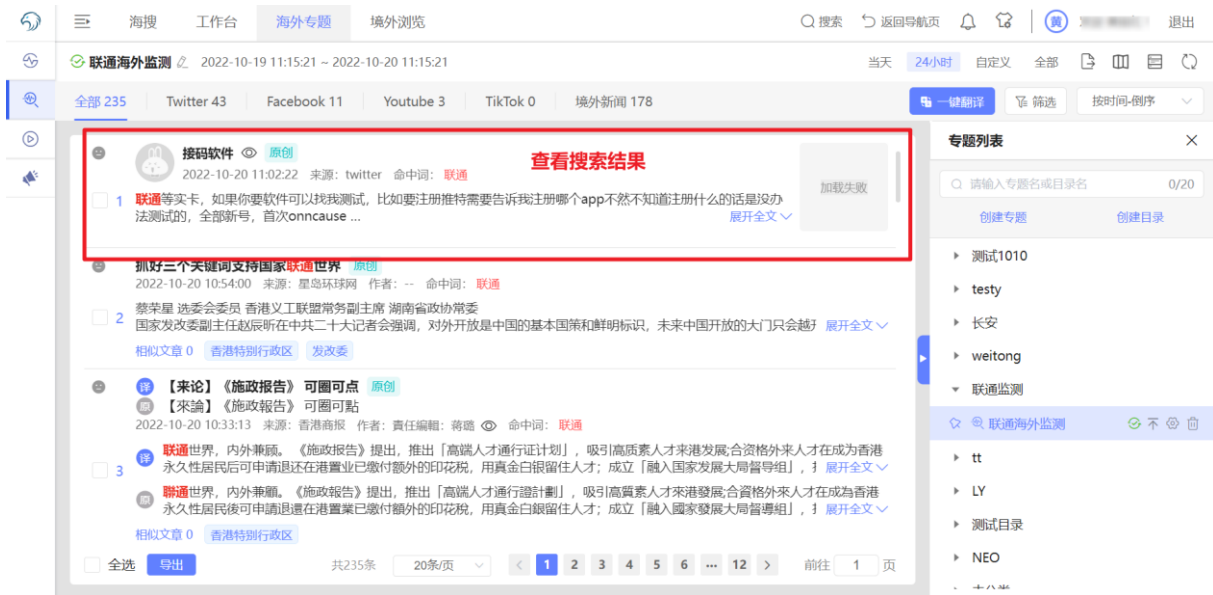 海搜 工作台 海外专题 境外浏览 搜索 返回导航页 黄 退出
联通海外监测 2022-10-19 11:15:21 ~ 2022-10-20 11:15:21 当天 24小时 自定义 全部
全部 235 Twitter 43 Facebook 11 Youtube 3 TikTok 0 境外新闻 178 一键翻译 筛选 按时间-倒序
接码软件 原创
查看搜索结果
2022-10-20 11:02:22 来源: twitter 命中词: 联通
加载失败
1 联通等实卡，如果你要软件可以找我测试，比如要注册推特需要告诉我注册哪个app不然不知道注册什么的话是没办
法测试的，全部新号，首次onncause ... 展开全文
抓好三个关键词支持国家联通世界 原创
2022-10-20 10:54:00 来源: 星岛环球网 作者: -- 命中词: 联通
蔡荣星 选委会委员 香港义工联盟常务副主席 湖南省政协常委
2 国家发改委副主任赵辰昕在中共二十大记者会强调，对外开放是中国的基本国策和鲜明标识，未来中国开放的大门只会越 展开全文
相似文章 0 香港特别行政区 发改委
译 【来论】《施政报告》 可圈可点 原创
原 【來論】《施政報告》 可圈可點
2022-10-20 10:33:13 来源: 香港商报 作者: 責任編輯: 蒋璐 命中词: 联通
译 联通世界，内外兼顾。《施政报告》提出，推出「高端人才通行证计划」，吸引高质素人才来港发展;合资格外来人才在成为香港
3 永久性居民后可申请退还在港置业已缴付额外的印花税，用真金白银留住人才；成立「融入国家发展大局督导组」, 展开全文
原 聯通世界，内外兼顧。《施政報告》提出，推出「高端人才通行證計劃」，吸引高質素人才來港發展;合資格外來人才在成為香港
永久性居民後可申請退還在港置業已繳付額外的印花稅，用真金白銀留住人才；成立「融入國家發展大局督導組」, 展开全文
相似文章 0 香港特别行政区
全选 导出 共235条 20条/页 1 2 3 4 5 6 ... 12 前往 1 页
专题列表
请输入专题名或目录名 0/20
创建专题 创建目录
测试1010
testy
长安
weitong
联通监测
联通海外监测
tt
LY
测试目录
NEO